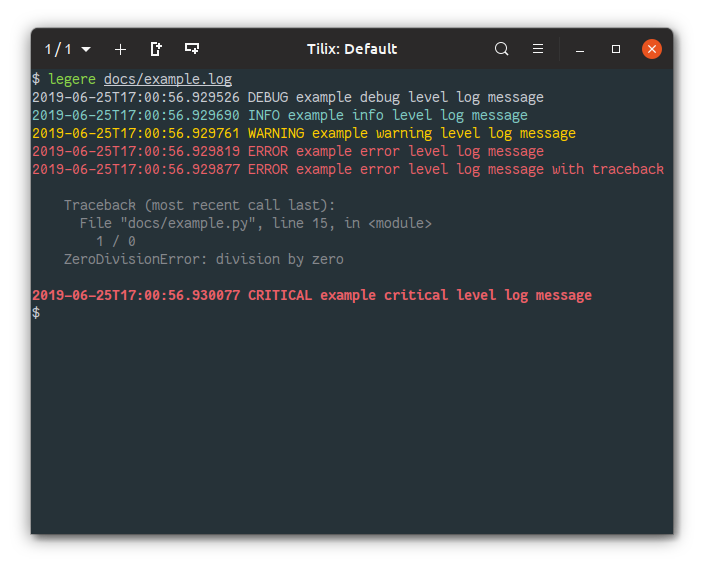 1 / 1
Tilix: Default
$ legere docs/example.log
2019-06-25T17:00:56.929526 DEBUG example debug level log message
2019-06-25T17:00:56.929690 INFO example info level log message
2019-06-25T17:00:56.929761 WARNING example warning level log message
2019-06-25T17:00:56.929819 ERROR example error level log message
2019-06-25T17:00:56.929877 ERROR example error level log message with traceback
Traceback (most recent call last):
File "docs/example.py", line 15, in <module>
1 / 0
ZeroDivisionError: division by zero
2019-06-25T17:00:56.930077 CRITICAL example critical level log message
$